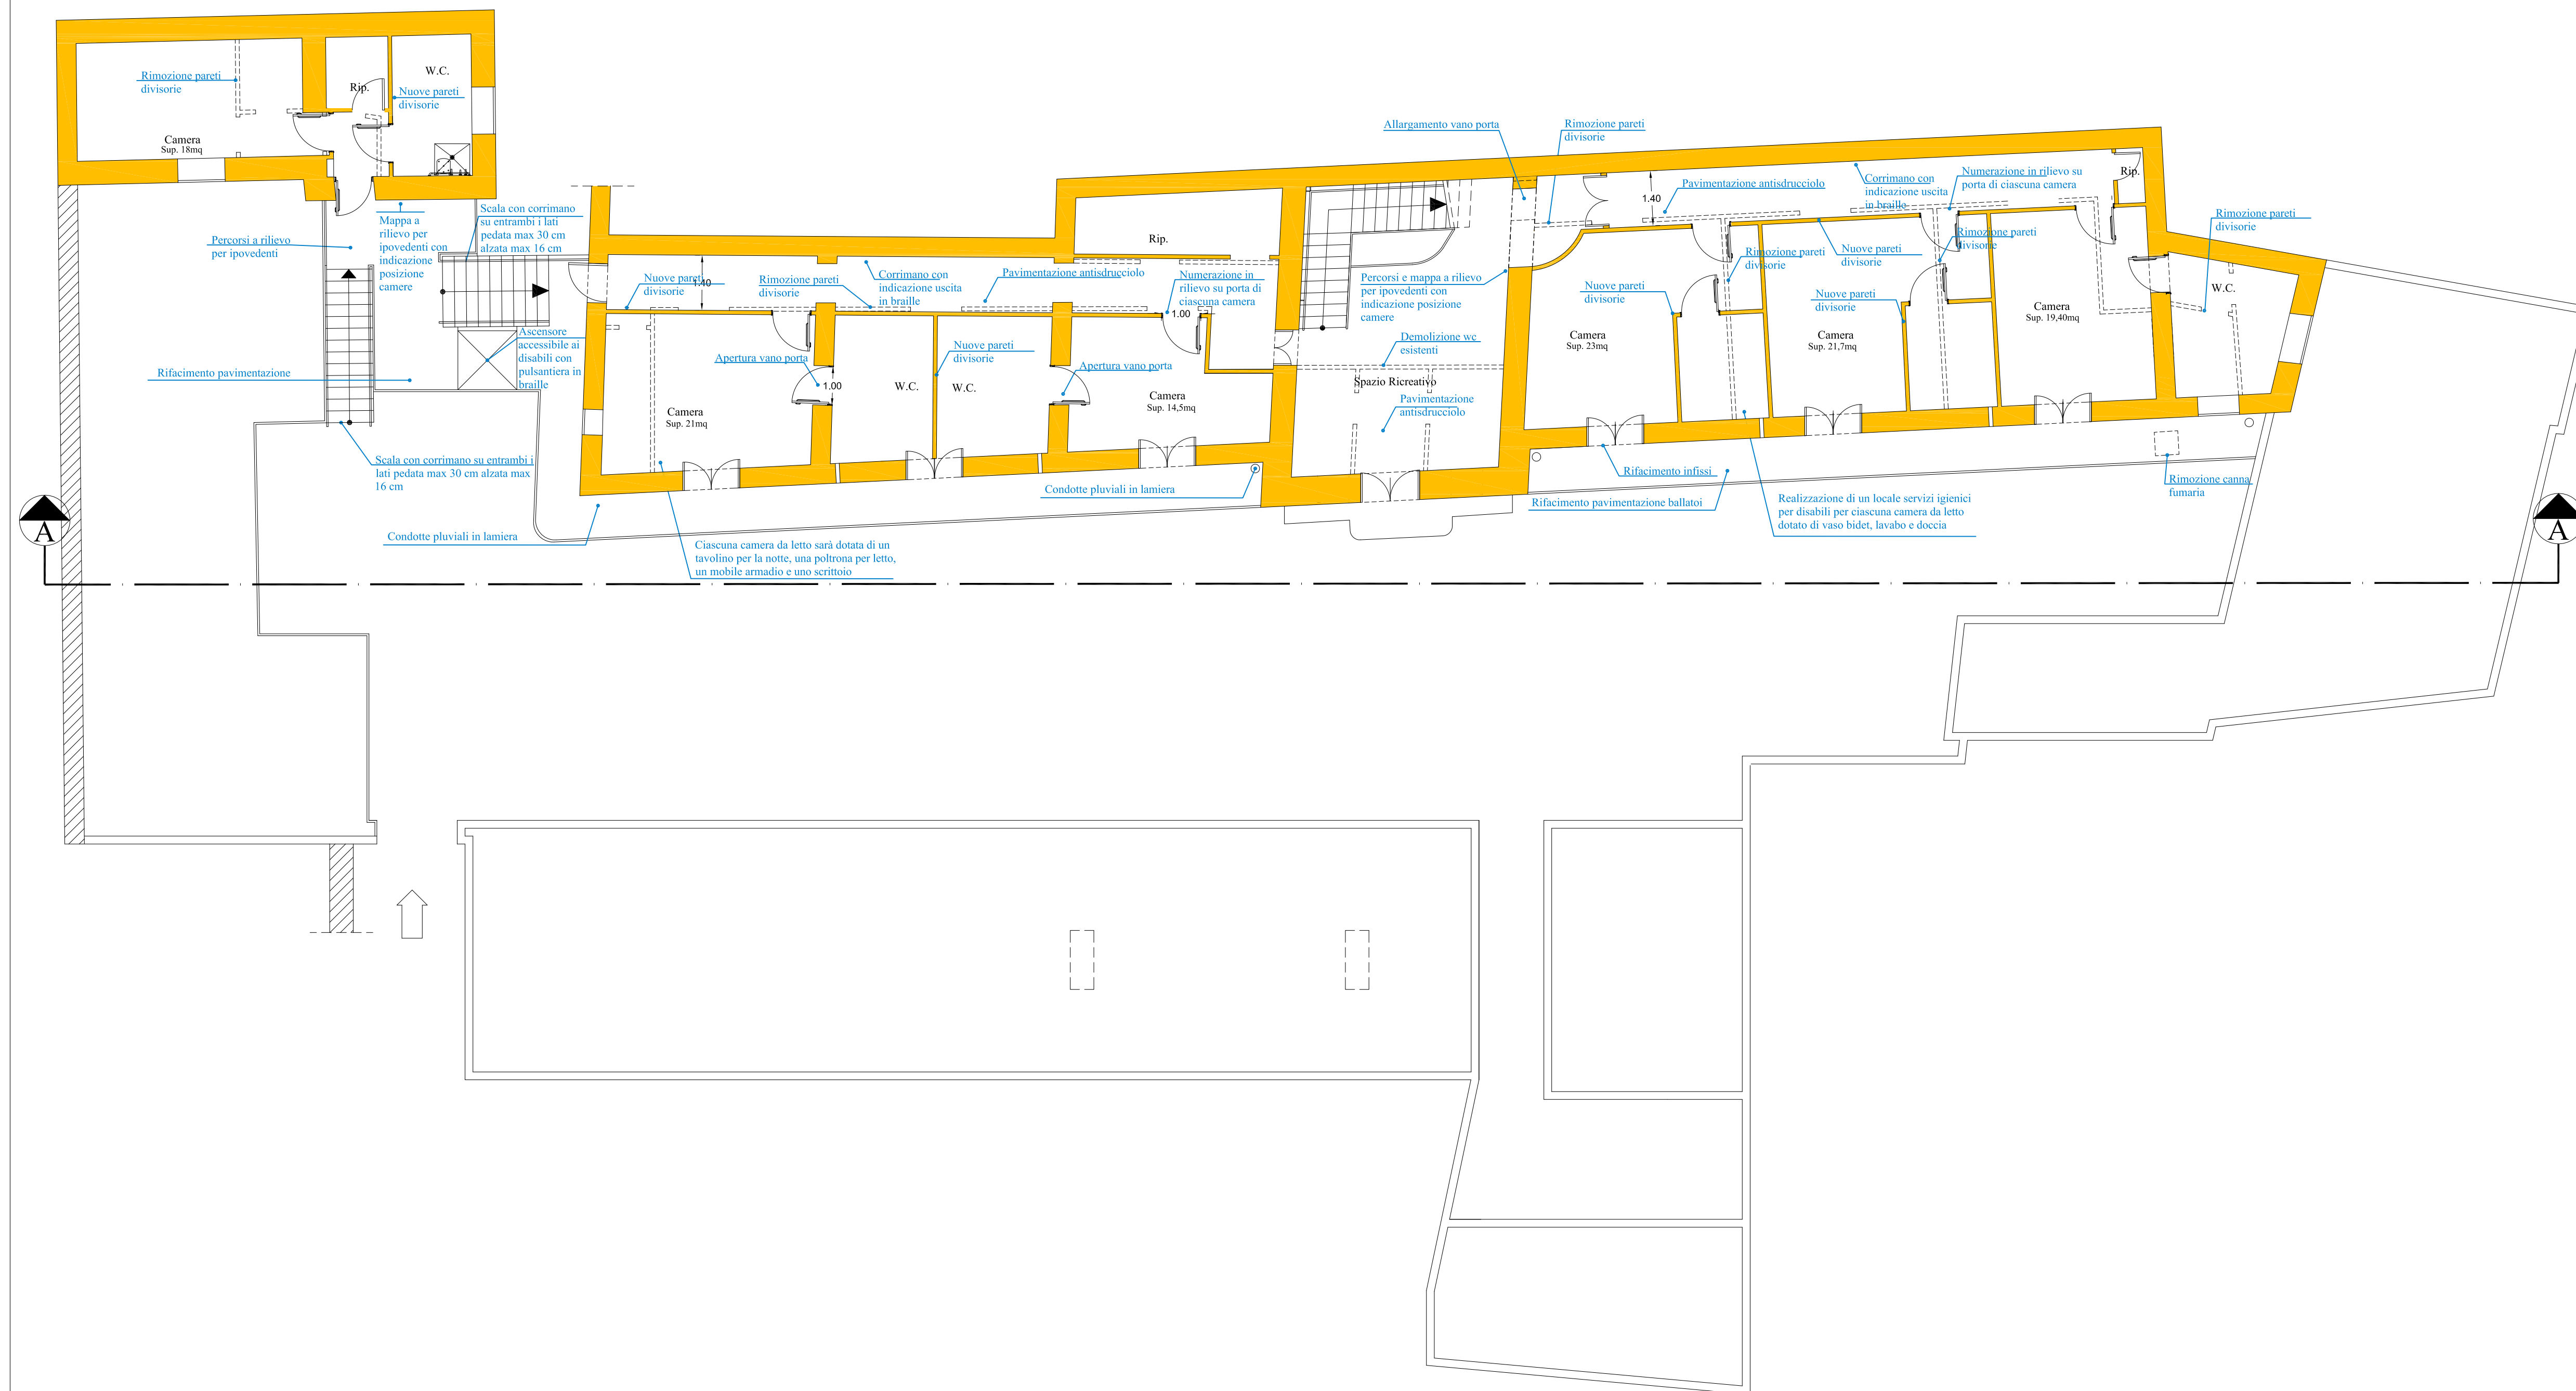 Rimozione pareti
divisorie
Rip.
W.C.
Nuove pareti
divisorie
Camera
Sup. 18mq
Percorsi a rilievo
per ipovedenti
Mappa a
rilievo per
ipovedenti con
indicazione
posizione
camere
Scala con corrimano
su entrambi i lati
pedata max 30 cm
alzata max 16 cm
Ascensore
accessibile ai
disabili con
pulsantiera in
braille
Rifacimento pavimentazione
Scala con corrimano su entrambi i
lati pedata max 30 cm alzata max
16 cm
A
Condotte pluviali in lamiera
Nuove pareti
divisorie
1.40
Rimozione pareti
divisorie
Corrimano con
indicazione uscita
in braille
Pavimentazione antisdrucciolo
Rip.
Numerazione in
rilievo su porta di
ciascuna camera
1.00
Apertura vano porta
1.00
Nuove pareti
divisorie
W.C.
W.C.
Apertura vano porta
Camera
Sup. 21mq
Camera
Sup. 14,5mq
Condotte pluviali in lamiera
Ciascuna camera da letto sarà dotata di un
tavolino per la notte, una poltrona per letto,
un mobile armadio e uno scrittoio
Allargamento vano porta
Rimozione pareti
divisorie
Percorsi e mappa a rilievo
per ipovedenti con
indicazione posizione
camere
Demolizione wc
esistenti
Spazio Ricreativo
Pavimentazione
antisdrucciolo
1.40
Pavimentazione antisdrucciolo
Corrimano con
indicazione uscita
in braille
Numerazione in rilievo su
porta di ciascuna camera
Rip.
Rimozione pareti
divisorie
Nuove pareti
divisorie
Rimozione pareti
divisorie
Nuove pareti
divisorie
Rimozione pareti
divisorie
Nuove pareti
divisorie
W.C.
Camera
Sup. 23mq
Camera
Sup. 21,7mq
Camera
Sup. 19,40mq
Rifacimento infissi
Rifacimento pavimentazione ballatoi
Realizzazione di un locale servizi igienici
per disabili per ciascuna camera da letto
dotato di vaso bidet, lavabo e doccia
Rimozione canna
fumaria
A